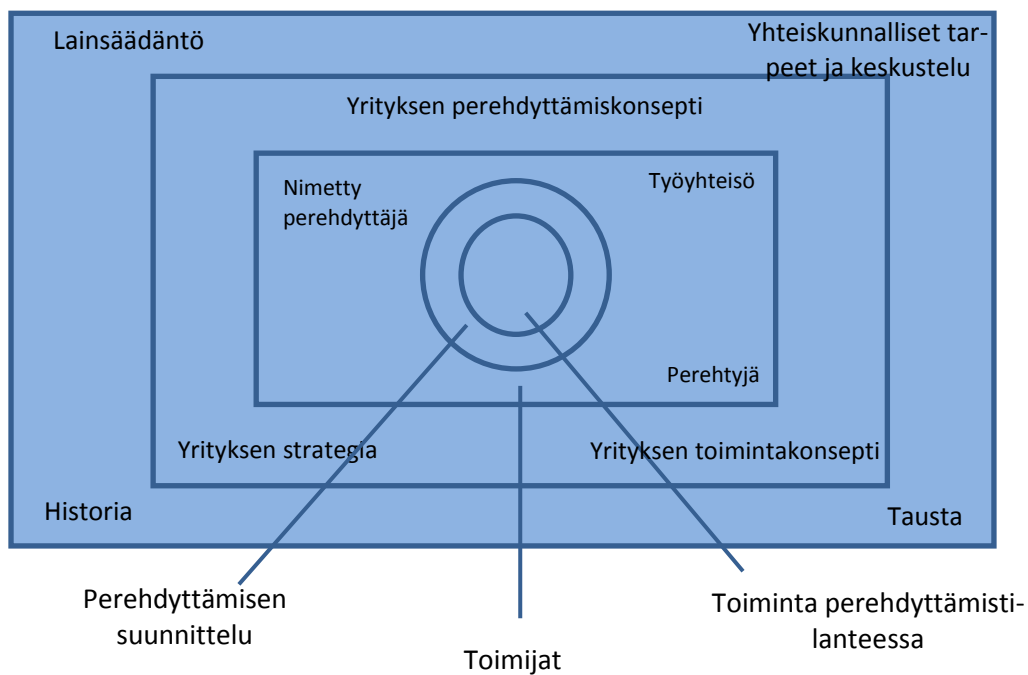 Lainsäädäntö
Yhteiskunnalliset tar-
peet ja keskustelu
Yrityksen perehdyttämiskonsepti
Nimetty
perehdyttäjä
Työyhteisö
Perehtyjä
Yrityksen strategia
Yrityksen toimintakonsepti
Historia
Tausta
Perehdyttämisen
suunnittelu
Toimijat
Toiminta perehdyttämisti-
lanteessa